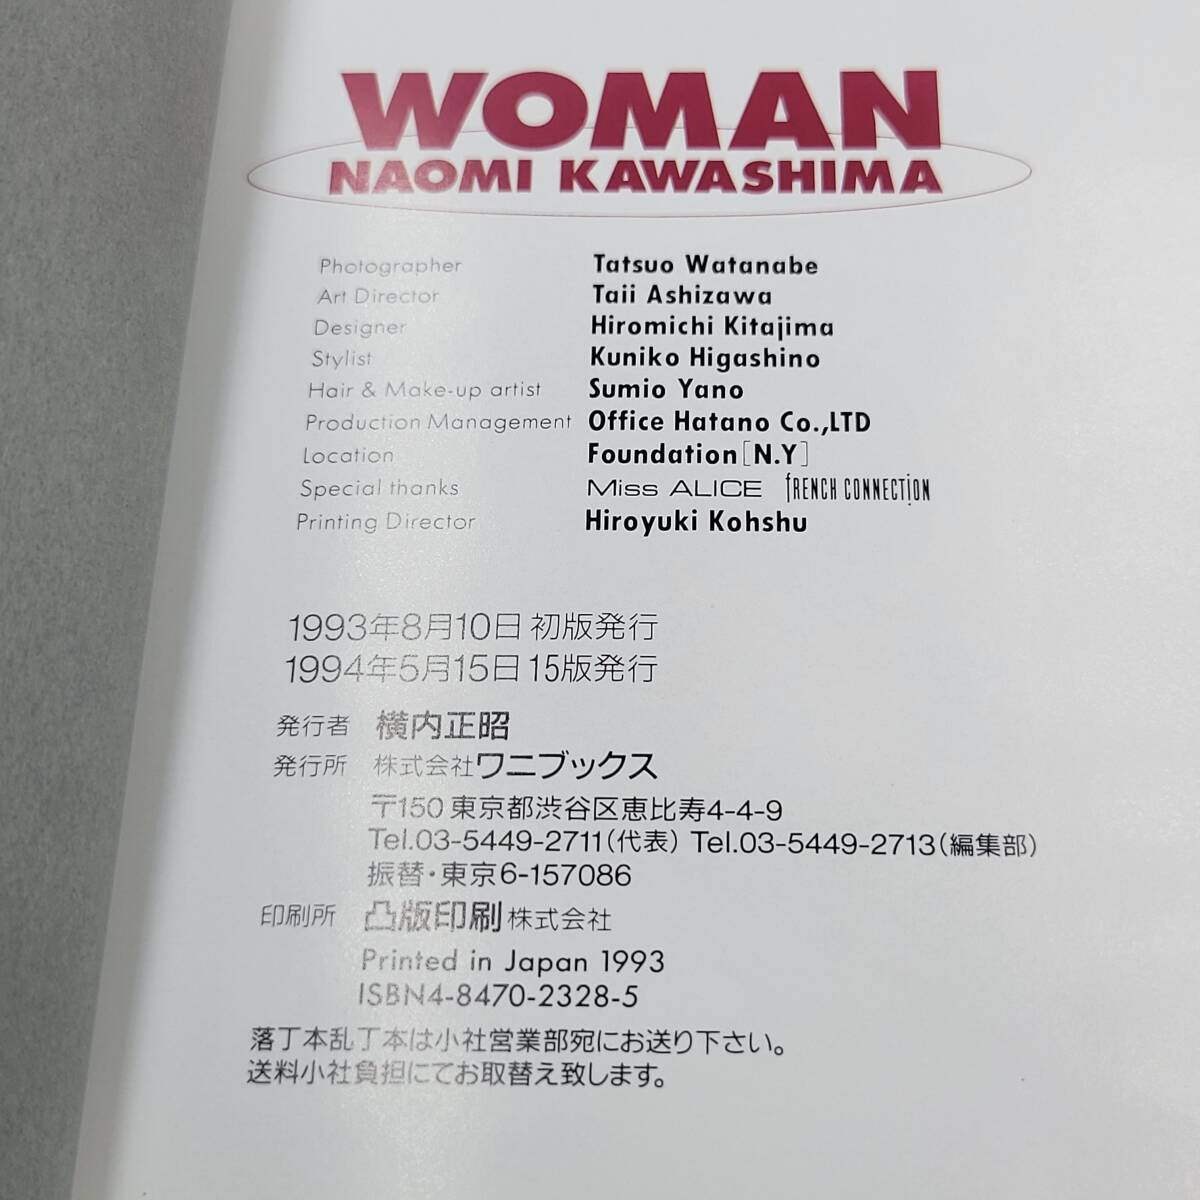 WOMAN
NAOMI KAWASHIMA
Photographer Tatsuo Watanabe
Art Director Taii Ashizawa
Designer Hiromichi Kitajima
Stylist Kuniko Higashino
Hair & Make-up artist Sumio Yano
Production Management Office Hatano Co.,LTD
Location Foundation[N.Y]
Special thanks Miss ALICE fRENCH CONNECTiON
Printing Director Hiroyuki Kohshu
1993年8月10日 初版発行
1994年5月15日 15版発行
発行者 横内正昭
発行所 株式会社ワニブックス
〒150 東京都渋谷区恵比寿4-4-9
Tel.03-5449-2711(代表) Tel.03-5449-2713(編集部)
振替・東京6-157086
印刷所 凸版印刷株式会社
Printed in Japan 1993
ISBN4-8470-2328-5
落丁本乱丁本は小社営業部宛にお送り下さい。
送料小社負担にてお取替え致します。